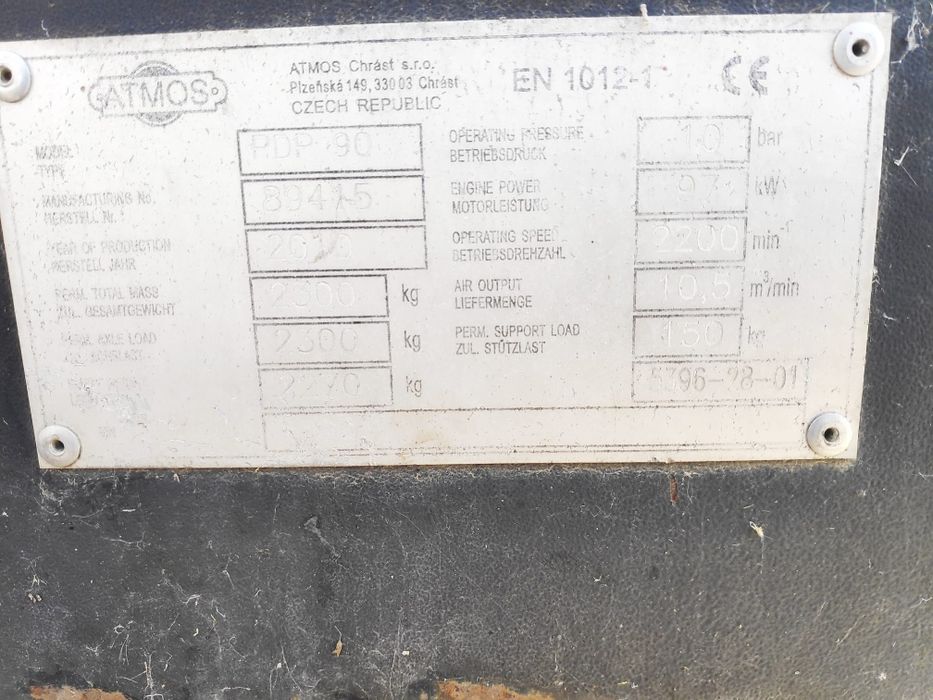 ATMOS
ATMOS Chrást s.r.o.
Plzeňská 149, 330 03 Chrást
CZECH REPUBLIC
EN 1012-1
CE
MODEL
TYPE
PDP 90
MANUFACTURING No.
HERSTELL Nr.
YEAR OF PRODUCTION
HERSTELL JAHR
PERM. TOTAL MASS
ZUL. GESAMTGEWICHT
2300 kg
PERM. AXLE LOAD
2300 kg
kg
OPERATING PRESSURE
BETRIEBSDRUCK
10 bar
ENGINE POWER
MOTORLEISTUNG
kW
OPERATING SPEED
BETRIEBSDREHZAHL
2200 min⁻¹
AIR OUTPUT
LIEFERMENGE
10,5 m³/min
PERM. SUPPORT LOAD
ZUL. STÜTZLAST
150 kg